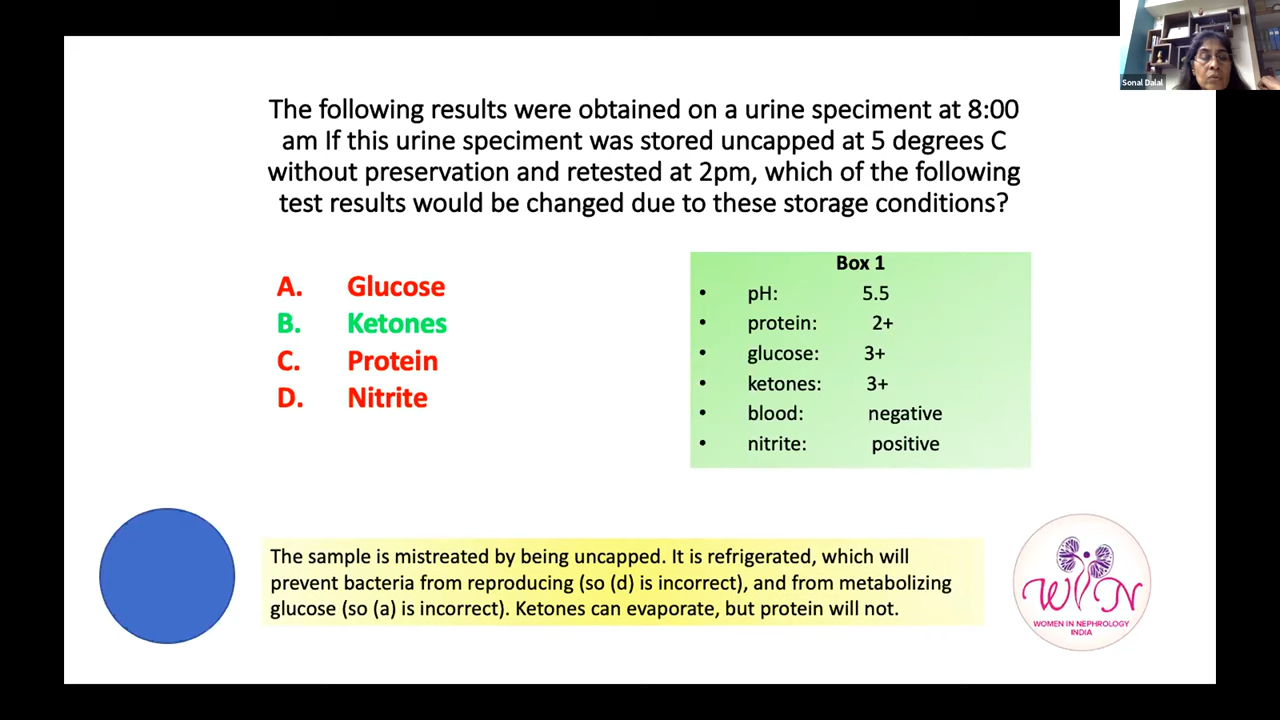 Sonal Dalal
The following results were obtained on a urine speciment at 8:00
am If this urine speciment was stored uncapped at 5 degrees C
without preservation and retested at 2pm, which of the following
test results would be changed due to these storage conditions?
A. Glucose
B. Ketones
C. Protein
D. Nitrite
Box 1
• pH: 5.5
• protein: 2+
• glucose: 3+
• ketones: 3+
• blood: negative
• nitrite: positive
The sample is mistreated by being uncapped. It is refrigerated, which will
prevent bacteria from reproducing (so (d) is incorrect), and from metabolizing
glucose (so (a) is incorrect). Ketones can evaporate, but protein will not.
WIN
WOMEN IN NEPHROLOGY
INDIA